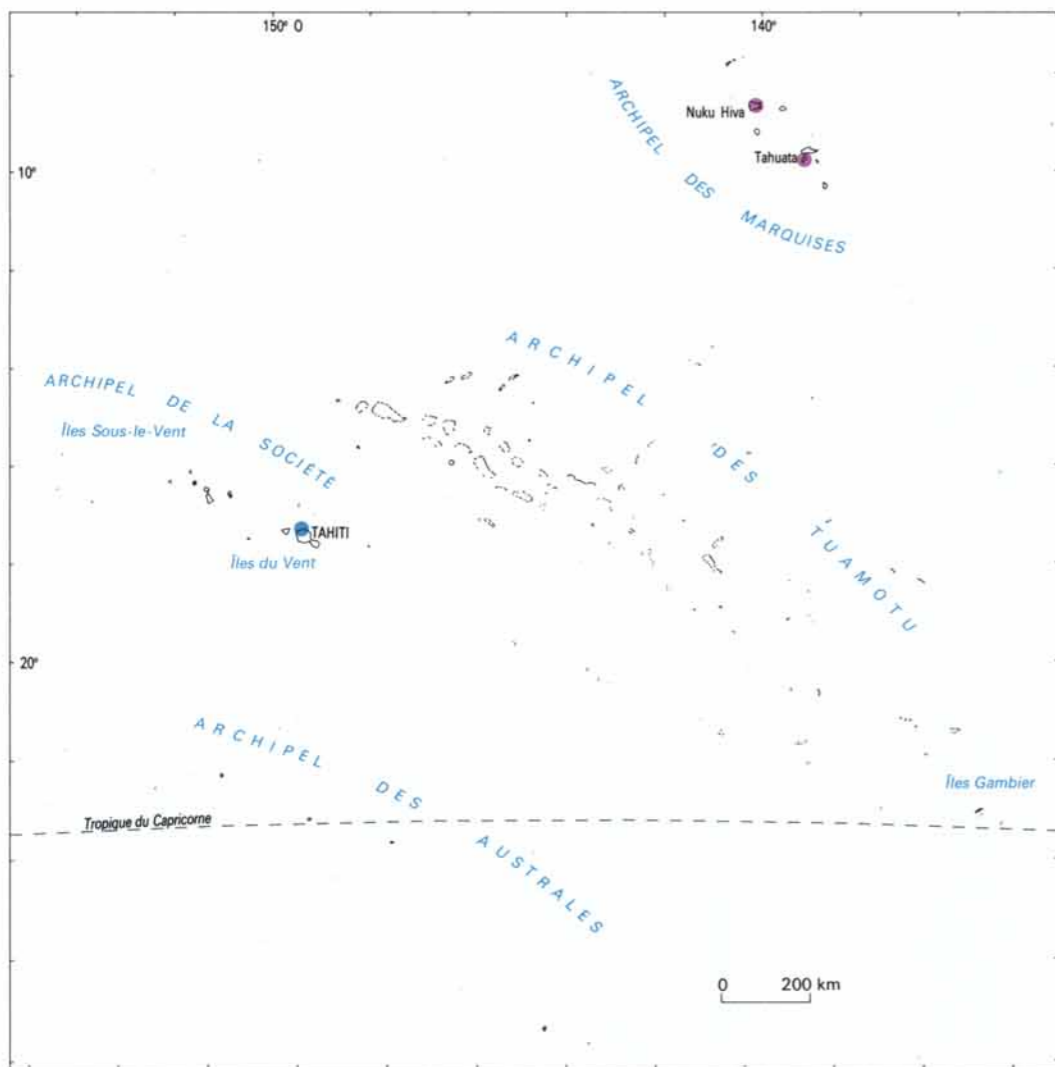 150° O
140°
Nuku Hiva
ARCHIPEL DES MARQUISES
Tahuata
10°
ARCHIPEL DES TUAMOTU
ARCHIPEL DE LA SOCIÉTÉ
Îles Sous-le-Vent
TAHITI
Îles du Vent
20°
ARCHIPEL DES AUSTRALES
Îles Gambier
Tropique du Capricorne
0 200 km